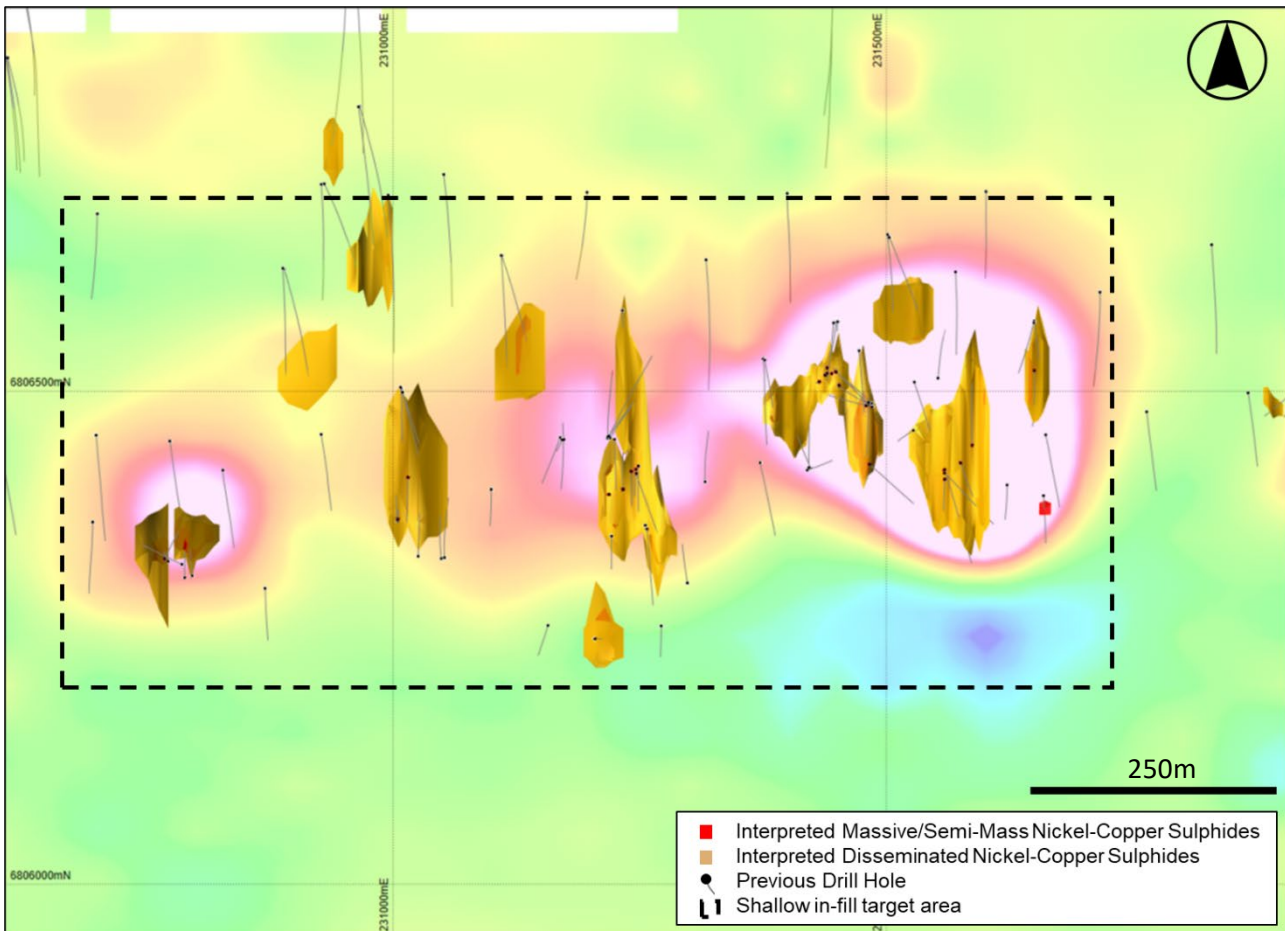 231000mE
231500mE
6806500mN
250m
Interpreted Massive/Semi-Mass Nickel-Copper Sulphides
Interpreted Disseminated Nickel-Copper Sulphides
Previous Drill Hole
Shallow in-fill target area
6806000mN
231000mE